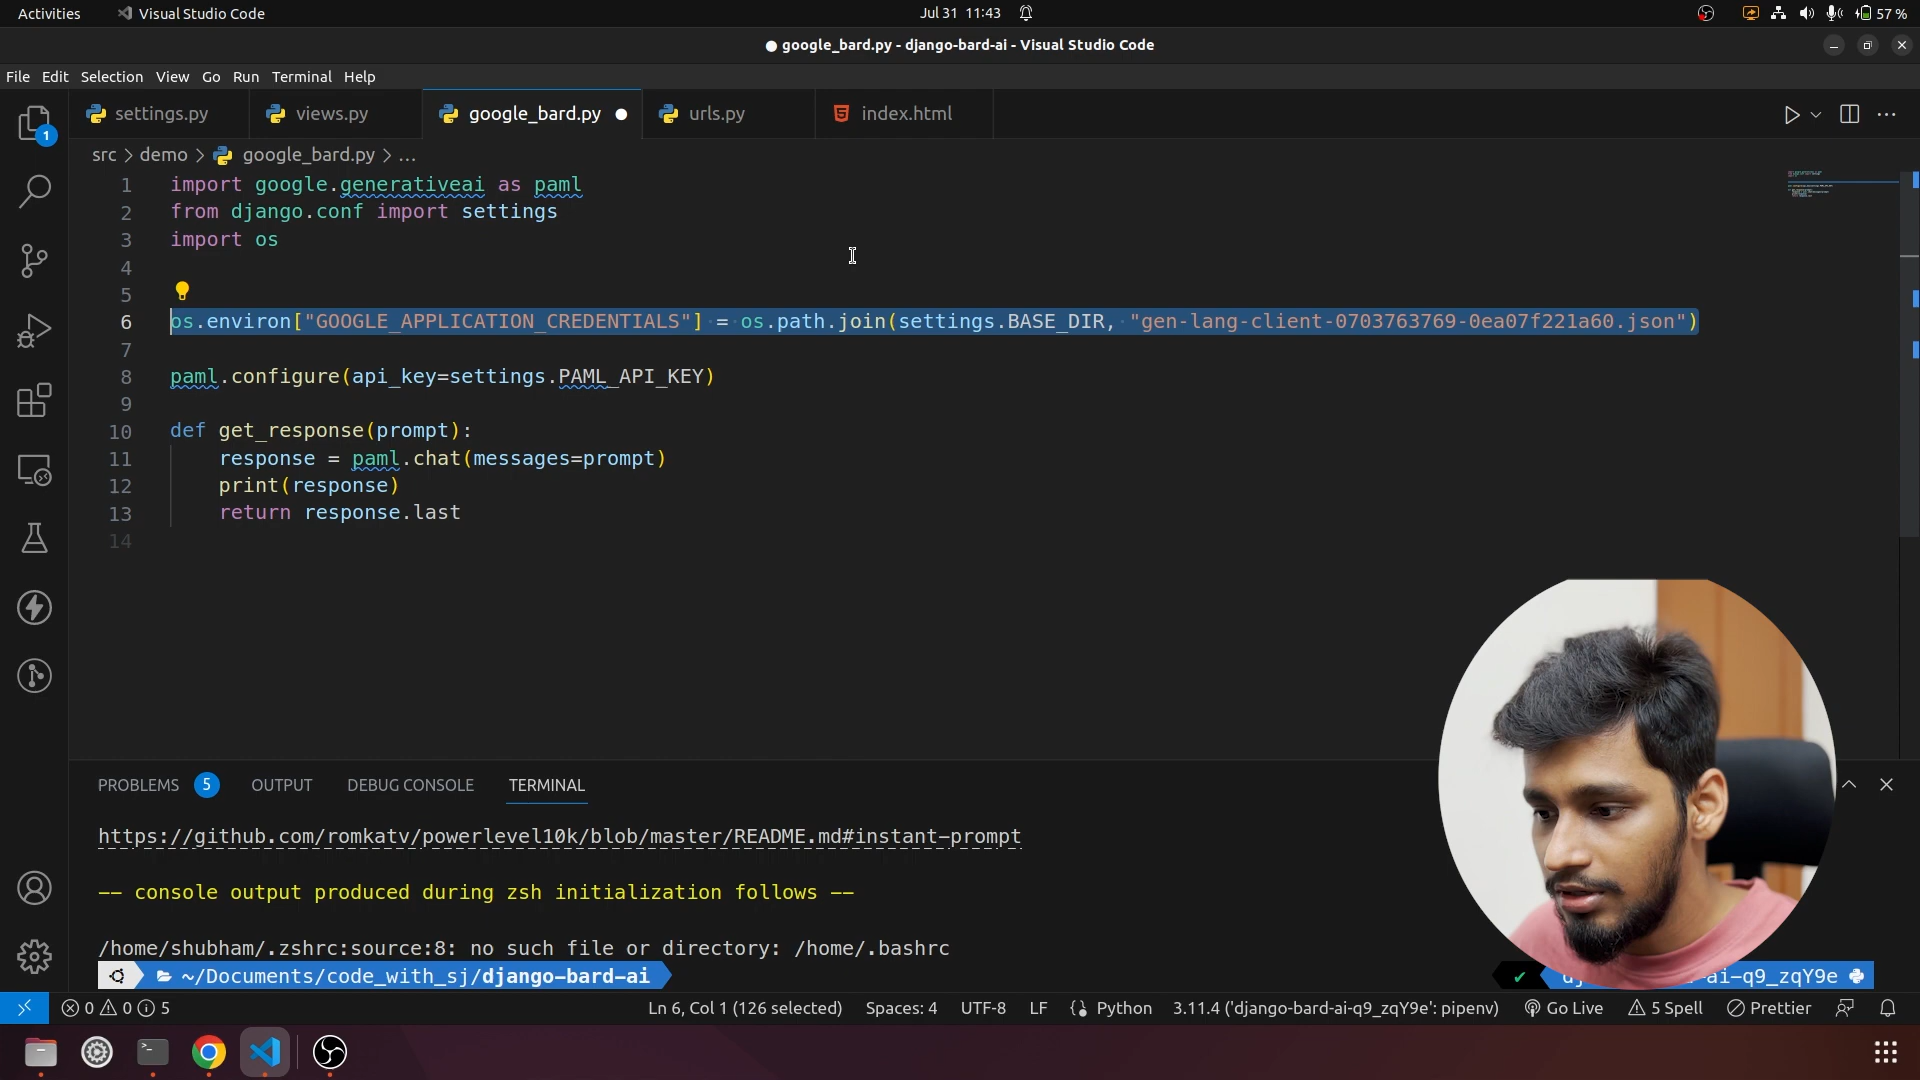 Activities Visual Studio Code Jul 31 11:43 57 %
● google_bard.py - django-bard-ai - Visual Studio Code
File Edit Selection View Go Run Terminal Help
settings.py views.py google_bard.py urls.py index.html
1
src > demo > google_bard.py > ...
1 import google.generativeai as paml
2 from django.conf import settings
3 import os
4
5
6 os.environ["GOOGLE_APPLICATION_CREDENTIALS"] = os.path.join(settings.BASE_DIR, "gen-lang-client-0703763769-0ea07f221a60.json")
7
8 paml.configure(api_key=settings.PAML_API_KEY)
9
10 def get_response(prompt):
11 response = paml.chat(messages=prompt)
12 print(response)
13 return response.last
14
PROBLEMS 5 OUTPUT DEBUG CONSOLE TERMINAL
https://github.com/romkatv/powerlevel10k/blob/master/README.md#instant-prompt
-- console output produced during zsh initialization follows --
/home/shubham/.zshrc:source:8: no such file or directory: /home/.bashrc
~/Documents/code_with_sj/django-bard-ai ai-q9_zqY9e
0 0 5 Ln 6, Col 1 (126 selected) Spaces: 4 UTF-8 LF Python 3.11.4 ('django-bard-ai-q9_zqY9e': pipenv) Go Live 5 Spell Prettier